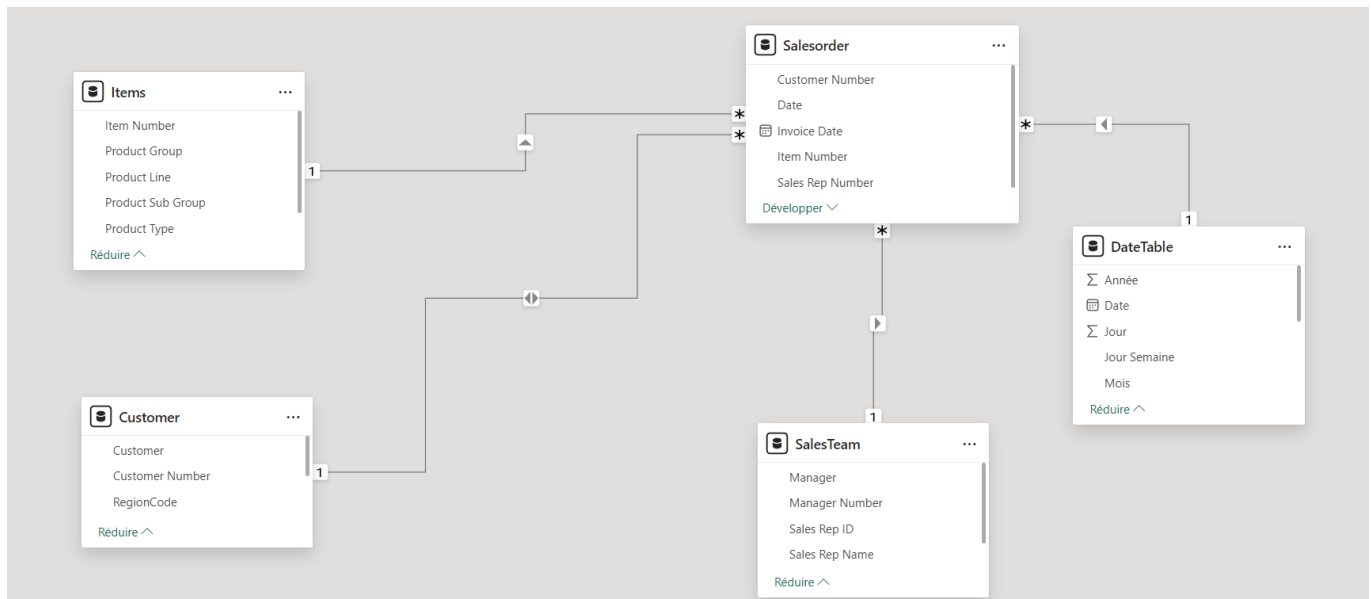 Salesorder
Customer Number
Date
Invoice Date
Item Number
Sales Rep Number
Développer
Items
Item Number
Product Group
Product Line
Product Sub Group
Product Type
Réduire
DateTable
Année
Date
Jour
Jour Semaine
Mois
Réduire
Customer
Customer
Customer Number
RegionCode
Réduire
SalesTeam
Manager
Manager Number
Sales Rep ID
Sales Rep Name
Réduire
1
*
*
*
1
1
*
1